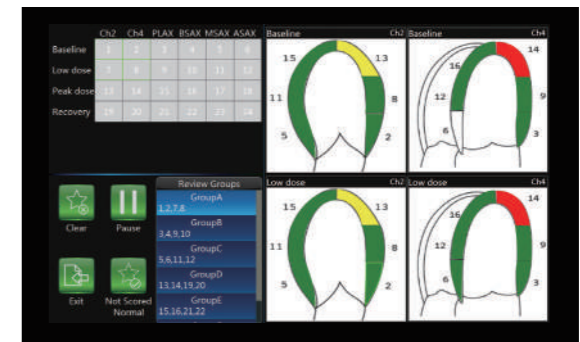 Ch2 Ch4 PLAX BSAX MSAX ASAX
Baseline 1 2 3 4 5 6
Low dose 7 8 9 10 11 12
Peak dose 13 14 15 16 17 18
Recovery 19 20 21 22 23 24
Baseline Ch2
15 13
11 8
5 2
Baseline Ch4
14
16
12 9
6 3
Clear Pause
Exit Not Scored
Normal
Review Groups
GroupA
1,2,7,8
GroupB
3,4,9,10
GroupC
5,6,11,12
GroupD
13,14,19,20
GroupE
15,16,21,22
Low dose Ch2
15 13
11 8
5 2
Low dose Ch4
14
16
12 9
6 3